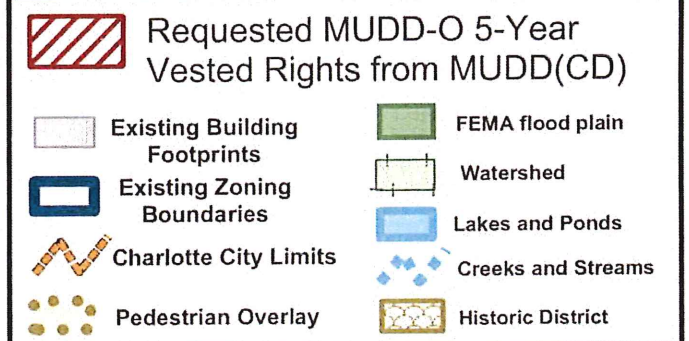 Requested MUDD-O 5-Year
Vested Rights from MUDD(CD)
Existing Building
Footprints
Existing Zoning
Boundaries
Charlotte City Limits
Pedestrian Overlay
FEMA flood plain
Watershed
Lakes and Ponds
Creeks and Streams
Historic District